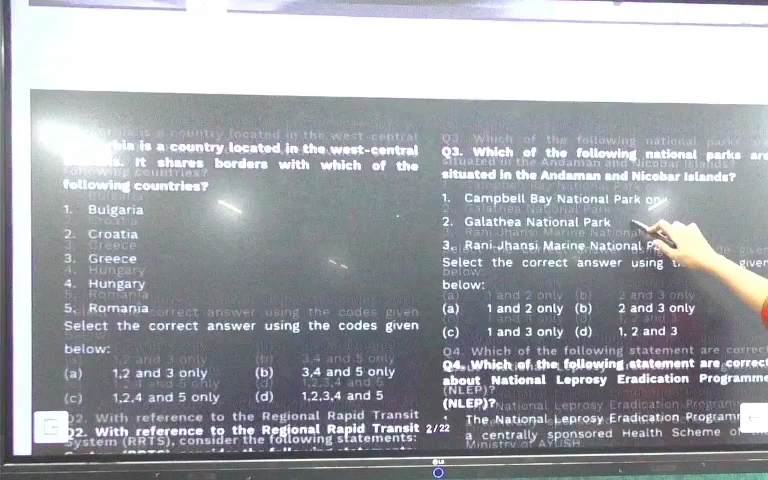 bia is a country located in the west-central
It shares borders with which of the
following countries?
1. Bulgaria
2. Croatia
3. Greece
4. Hungary
5. Romania
Select the correct answer using the codes given
below:
(a) 1,2 and 3 only (b) 3,4 and 5 only
(c) 1,2,4 and 5 only (d) 1,2,3,4 and 5
Q2. With reference to the Regional Rapid Transit
System (RRTS), consider the following statements:
2/22
Q3. Which of the following national parks are
situated in the Andaman and Nicobar Islands?
1. Campbell Bay National Park
2. Galathea National Park
3. Rani Jhansi Marine National
Select the correct answer using given
below:
(a) 1 and 2 only (b) 2 and 3 only
(c) 1 and 3 only (d) 1, 2 and 3
Q4. Which of the following statement are correct
about National Leprosy Eradication Programme
(NLEP)?
The National Leprosy Eradication
a centrally sponsored Health Scheme
Ministry of AYUSH
LG